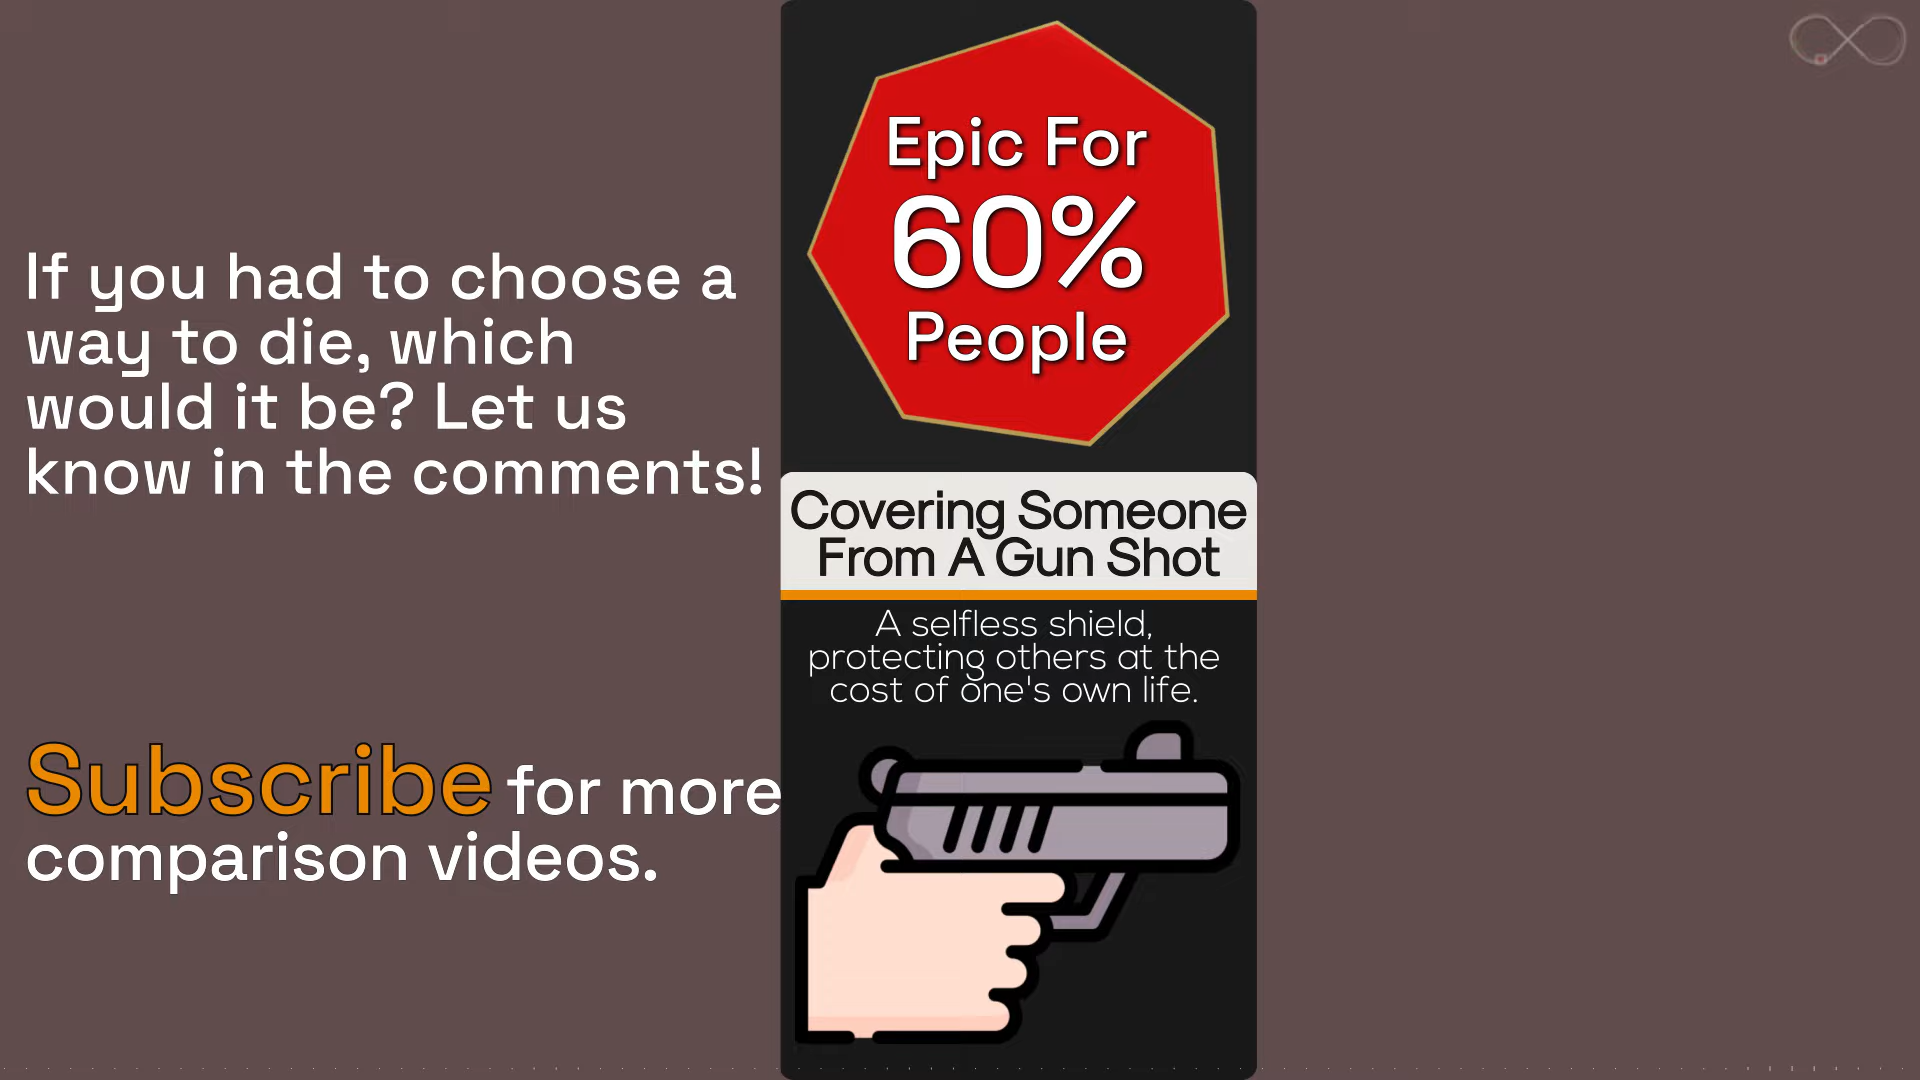 If you had to choose a
way to die, which
would it be? Let us
know in the comments!
Subscribe for more
comparison videos.
Epic For
60%
People
Covering Someone
From A Gun Shot
A selfless shield,
protecting others at the
cost of one's own life.